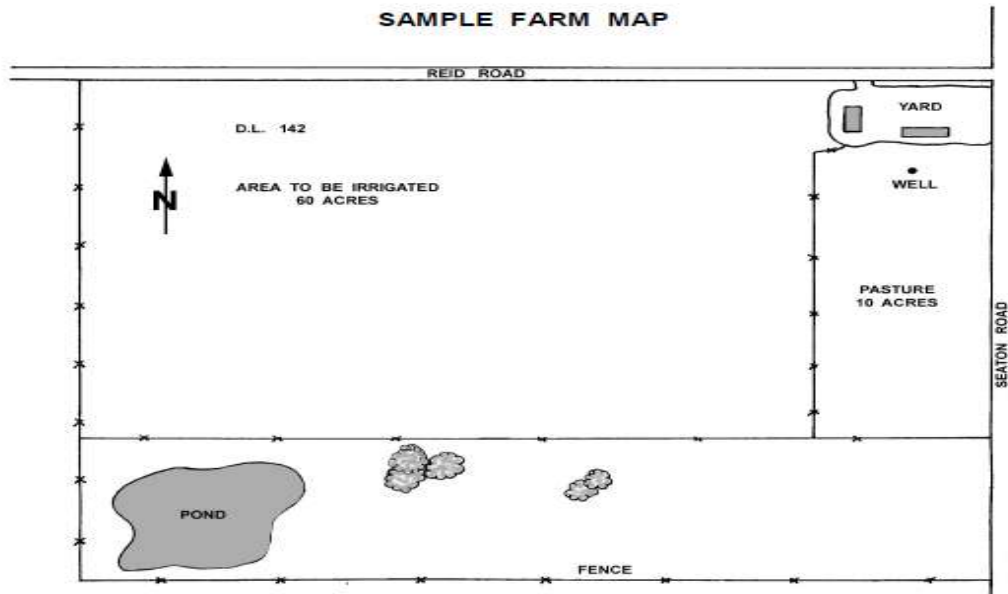 SAMPLE FARM MAP
REID ROAD
YARD
D.L. 142
N
AREA TO BE IRRIGATED
60 ACRES
WELL
PASTURE
10 ACRES
SEATON ROAD
POND
FENCE